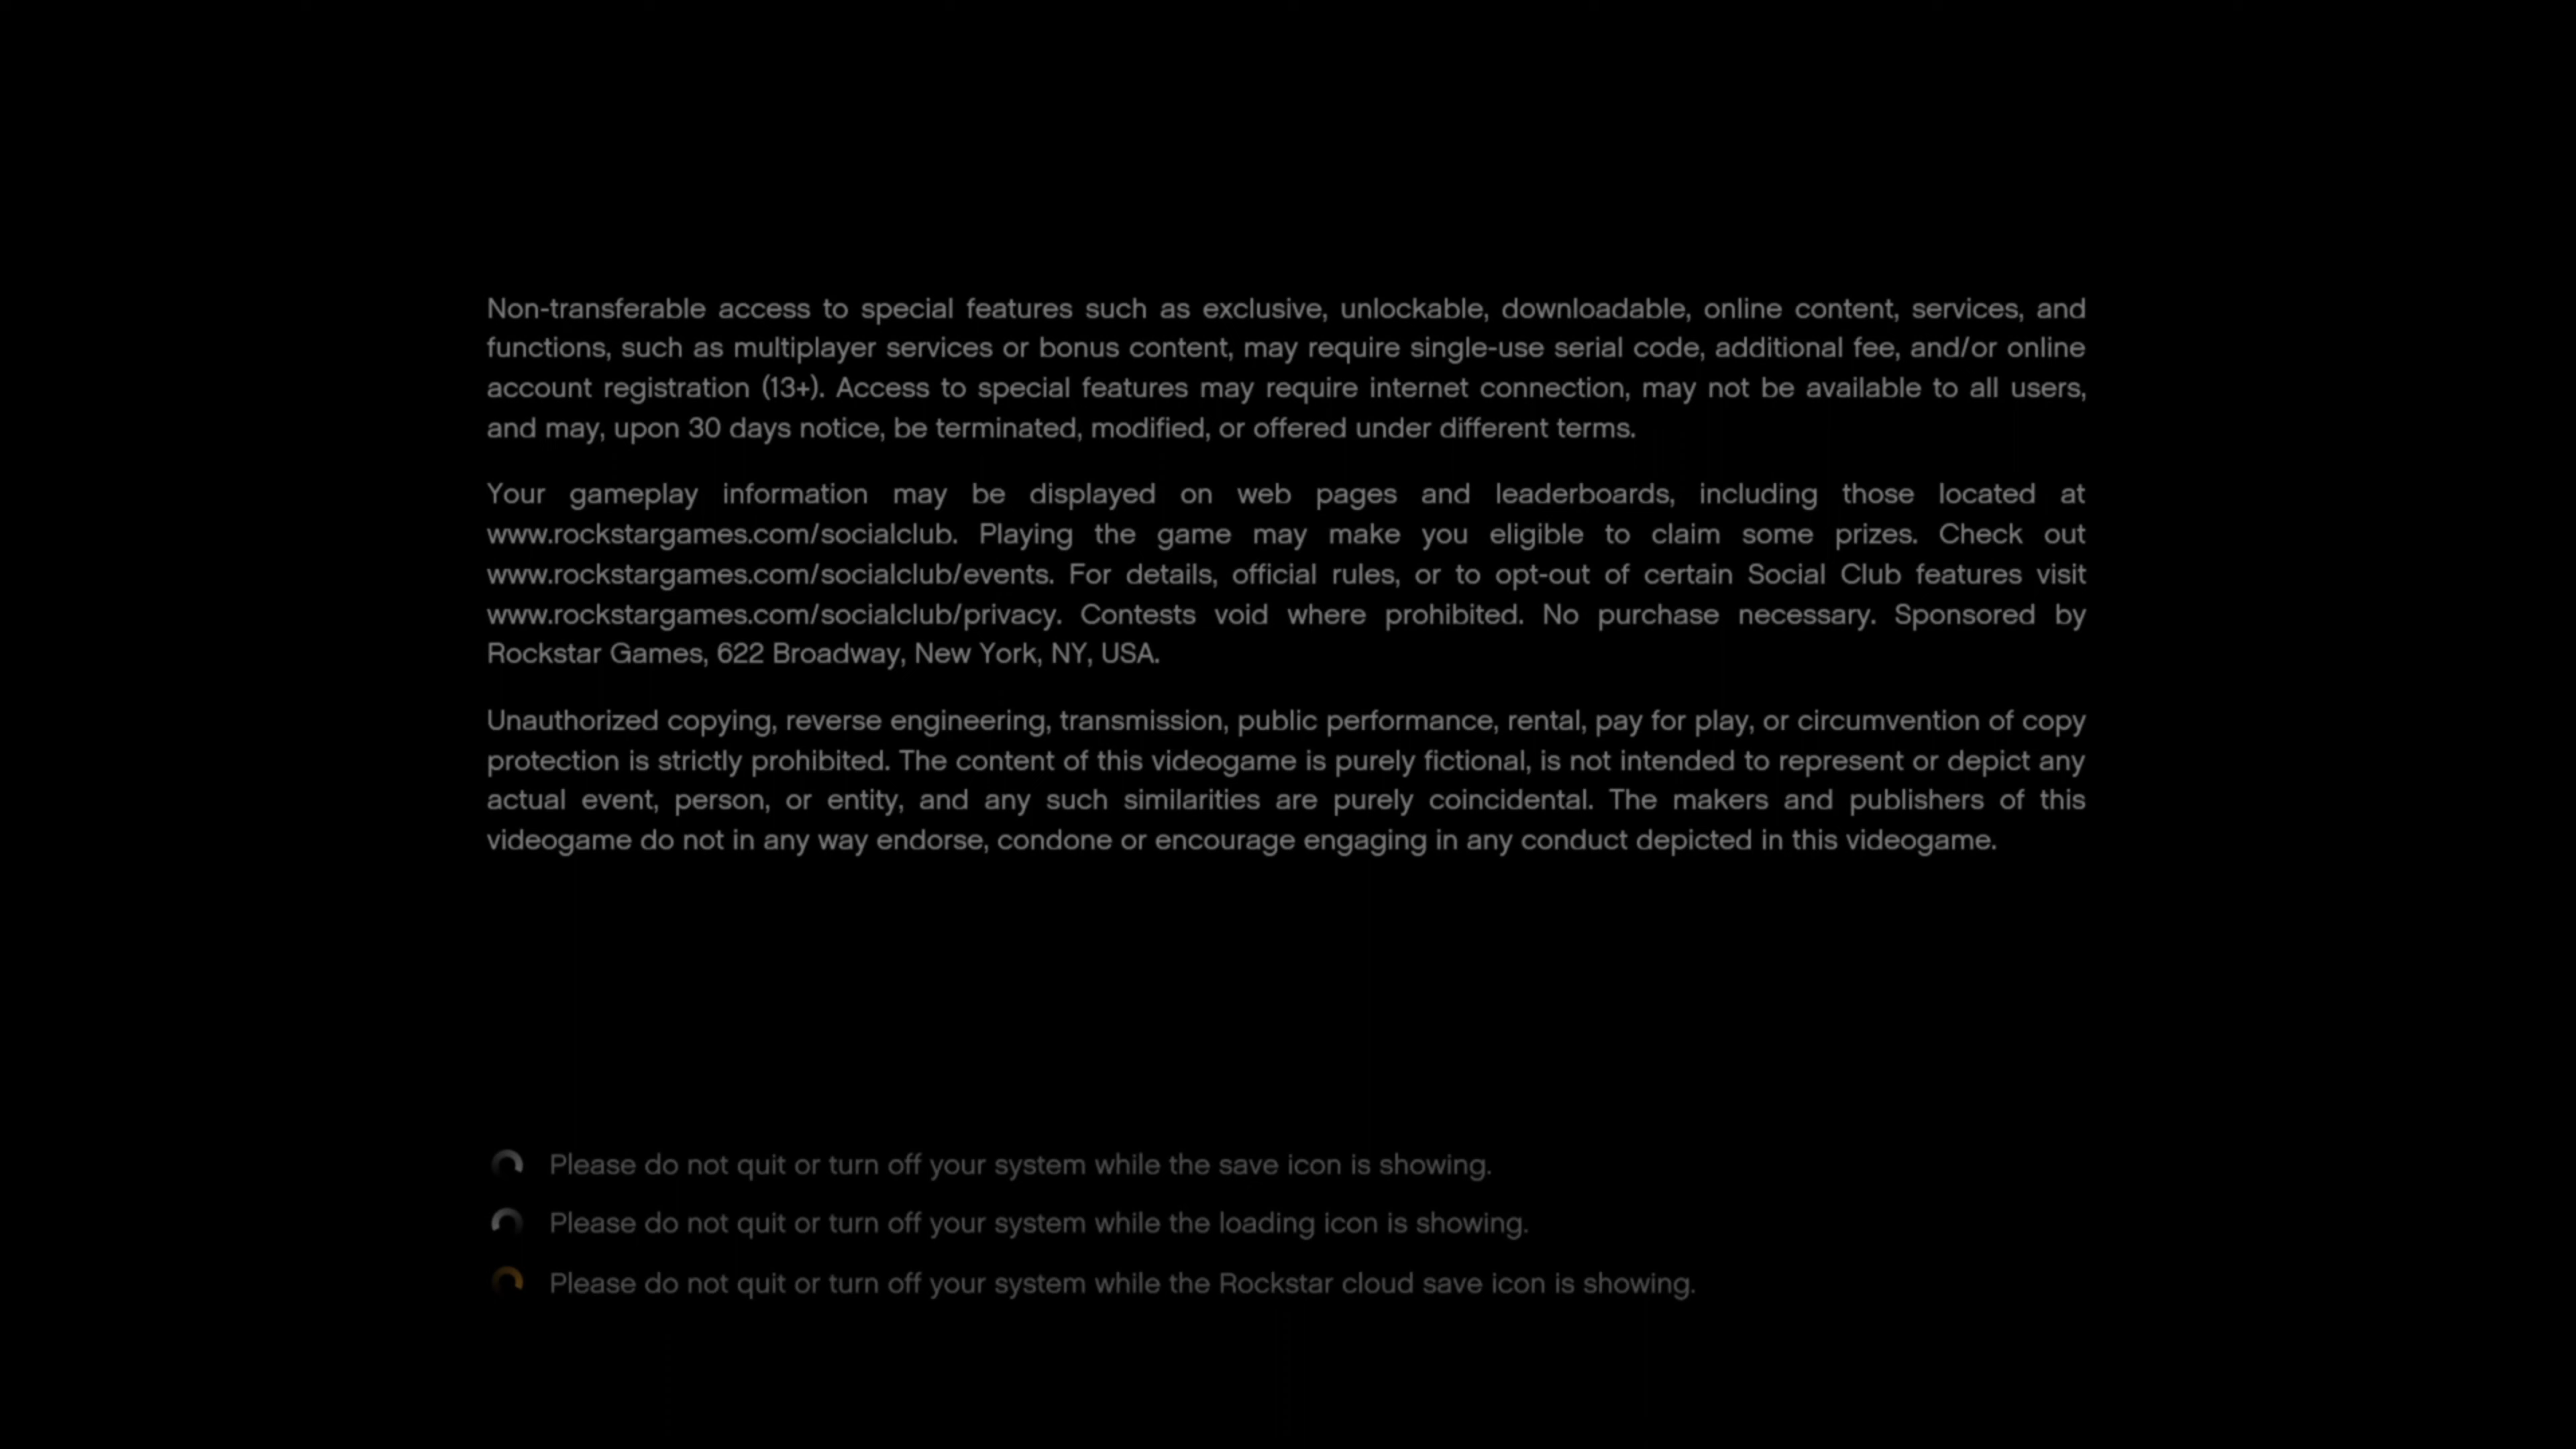 Non-transferable access to special features such as exclusive, unlockable, downloadable, online content, services, and
functions, such as multiplayer services or bonus content, may require single-use serial code, additional fee, and/or online
account registration (13+). Access to special features may require internet connection, may not be available to all users,
and may, upon 30 days notice, be terminated, modified, or offered under different terms.
Your gameplay information may be displayed on web pages and leaderboards, including those located at
www.rockstargames.com/socialclub. Playing the game may make you eligible to claim some prizes. Check out
www.rockstargames.com/socialclub/events. For details, official rules, or to opt-out of certain Social Club features visit
www.rockstargames.com/socialclub/privacy. Contests void where prohibited. No purchase necessary. Sponsored by
Rockstar Games, 622 Broadway, New York, NY, USA.
Unauthorized copying, reverse engineering, transmission, public performance, rental, pay for play, or circumvention of copy
protection is strictly prohibited. The content of this videogame is purely fictional, is not intended to represent or depict any
actual event, person, or entity, and any such similarities are purely coincidental. The makers and publishers of this
videogame do not in any way endorse, condone or encourage engaging in any conduct depicted in this videogame.
Please do not quit or turn off your system while the save icon is showing.
Please do not quit or turn off your system while the loading icon is showing.
Please do not quit or turn off your system while the Rockstar cloud save icon is showing.